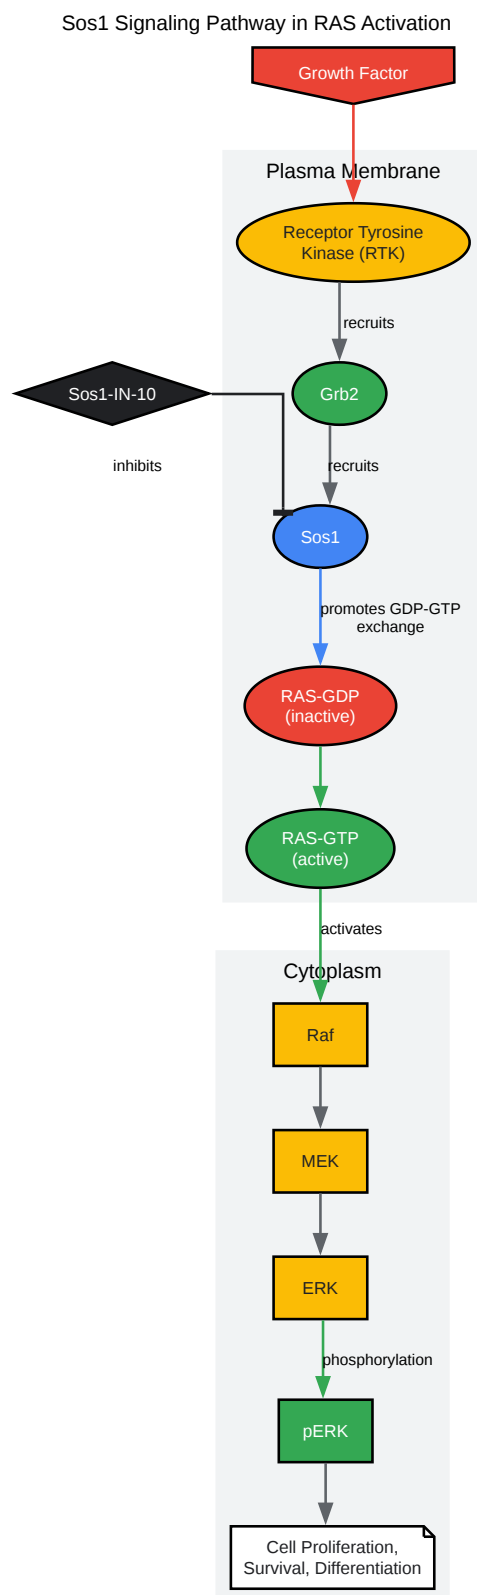 Sos1 Signaling Pathway in RAS Activation
Growth Factor
Plasma Membrane
Receptor Tyrosine
Kinase (RTK)
recruits
Sos1-IN-10
Grb2
inhibits
recruits
Sos1
promotes GDP-GTP
exchange
RAS-GDP
(inactive)
RAS-GTP
(active)
activates
Cytoplasm
Raf
MEK
ERK
phosphorylation
pERK
Cell Proliferation,
Survival, Differentiation